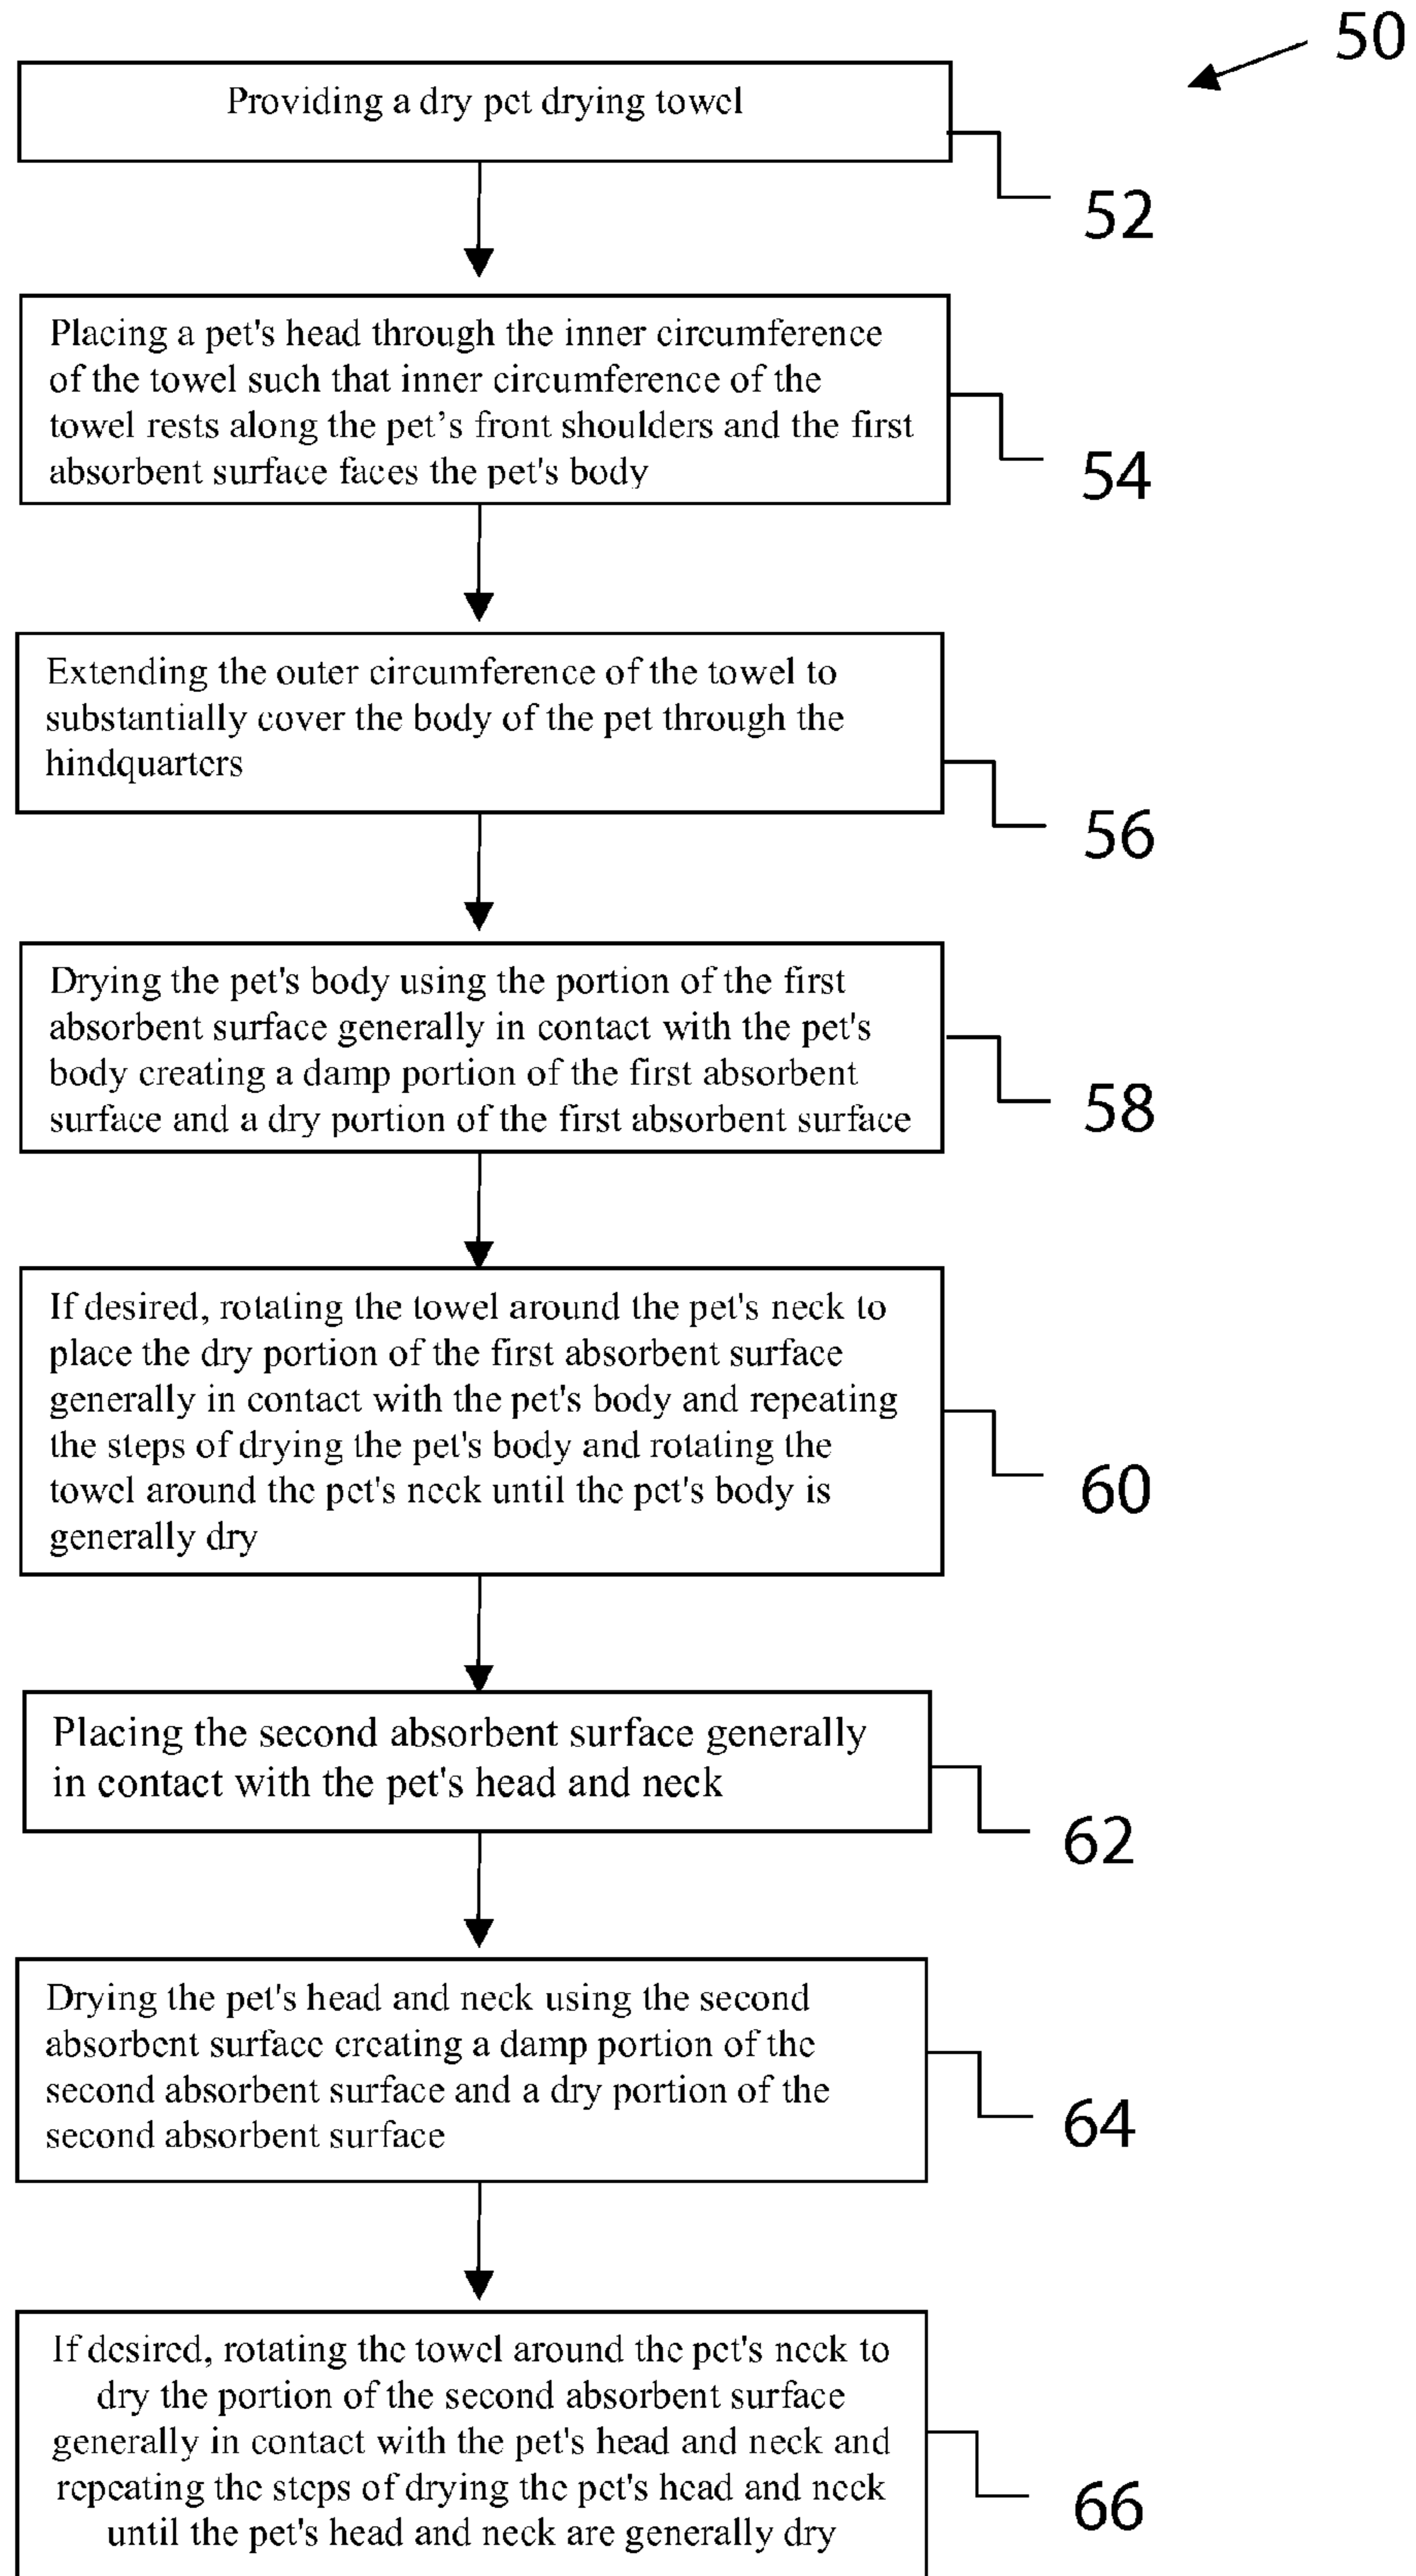 50
Providing a dry pet drying towel
52
Placing a pet's head through the inner circumference
of the towel such that inner circumference of the
towel rests along the pet’s front shoulders and the first
absorbent surface faces the pet's body
54
Extending the outer circumference of the towel to
substantially cover the body of the pet through the
hindquarters
56
Drying the pet's body using the portion of the first
absorbent surface generally in contact with the pet's
body creating a damp portion of the first absorbent
surface and a dry portion of the first absorbent surface
58
If desired, rotating the towel around the pet's neck to
place the dry portion of the first absorbent surface
generally in contact with the pet's body and repeating
the steps of drying the pet's body and rotating the
towel around the pet's neck until the pet's body is
generally dry
60
Placing the second absorbent surface generally
in contact with the pet's head and neck
62
Drying the pet's head and neck using the second
absorbent surface creating a damp portion of the
second absorbent surface and a dry portion of the
second absorbent surface
64
If desired, rotating the towel around the pet's neck to
dry the portion of the second absorbent surface
generally in contact with the pet's head and neck and
repeating the steps of drying the pet's head and neck
until the pet's head and neck are generally dry
66